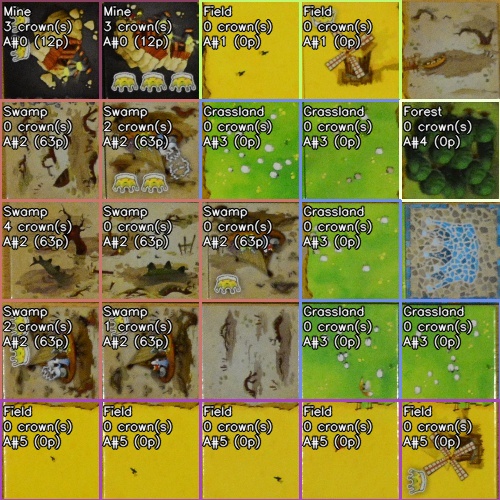 Mine
3 crown(s)
A#0 (12p)
Mine
3 crown(s)
A#0 (12p)
Field
0 crown(s)
A#1 (0p)
Field
0 crown(s)
A#1 (0p)
Swamp
0 crown(s)
A#2 (63p)
Swamp
2 crown(s)
A#2 (63p)
Grassland
0 crown(s)
A#3 (0p)
Grassland
0 crown(s)
A#3 (0p)
Forest
0 crown(s)
A#4 (0p)
Swamp
4 crown(s)
A#2 (63p)
Swamp
0 crown(s)
A#2 (63p)
Swamp
0 crown(s)
A#2 (63p)
Grassland
0 crown(s)
A#3 (0p)
Swamp
2 crown(s)
A#2 (63p)
Swamp
1 crown(s)
A#2 (63p)
Grassland
0 crown(s)
A#3 (0p)
Grassland
0 crown(s)
A#3 (0p)
Field
0 crown(s)
A#5 (0p)
Field
0 crown(s)
A#5 (0p)
Field
0 crown(s)
A#5 (0p)
Field
0 crown(s)
A#5 (0p)
Field
0 crown(s)
A#5 (0p)